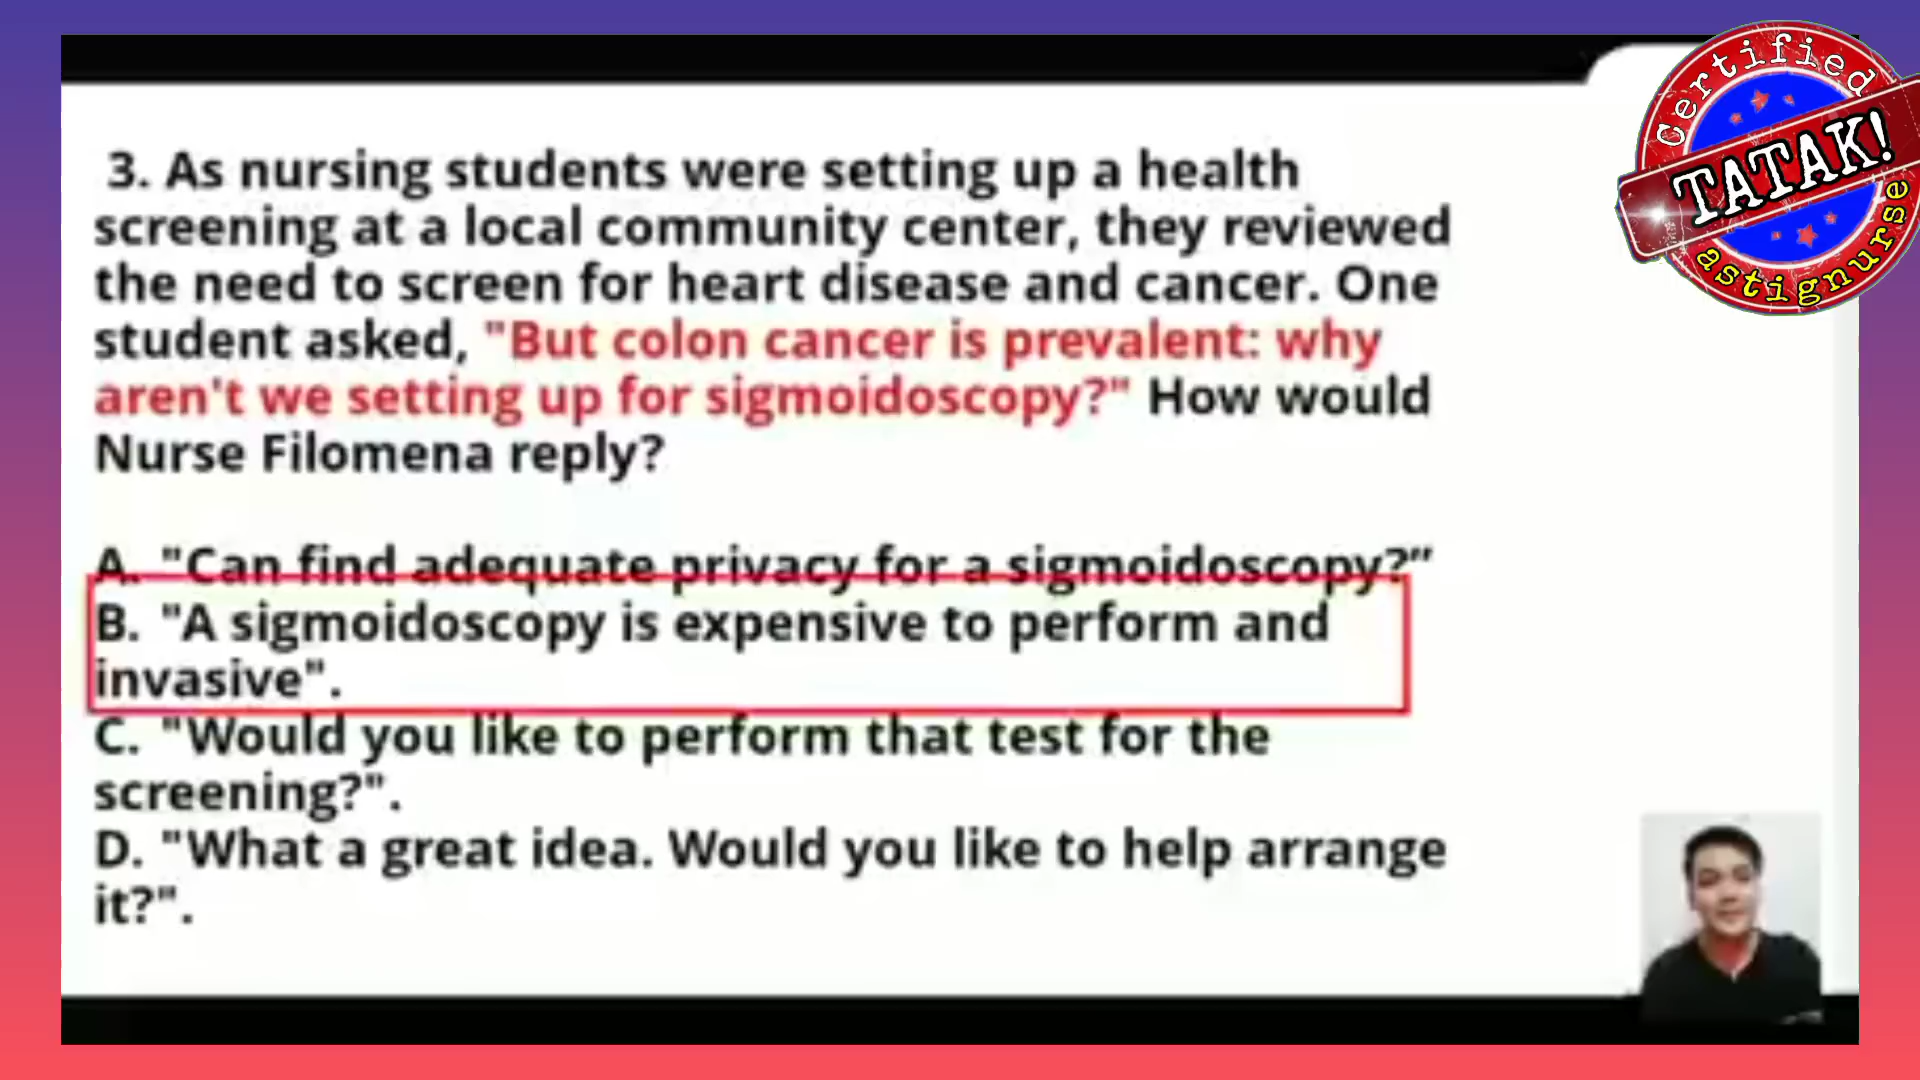 Certified
TATAK!
astignurse
3. As nursing students were setting up a health
screening at a local community center, they reviewed
the need to screen for heart disease and cancer. One
student asked, "But colon cancer is prevalent: why
aren't we setting up for sigmoidoscopy?" How would
Nurse Filomena reply?
A. "Can find adequate privacy for a sigmoidoscopy?”
B. "A sigmoidoscopy is expensive to perform and
invasive".
C. "Would you like to perform that test for the
screening?".
D. "What a great idea. Would you like to help arrange
it?".